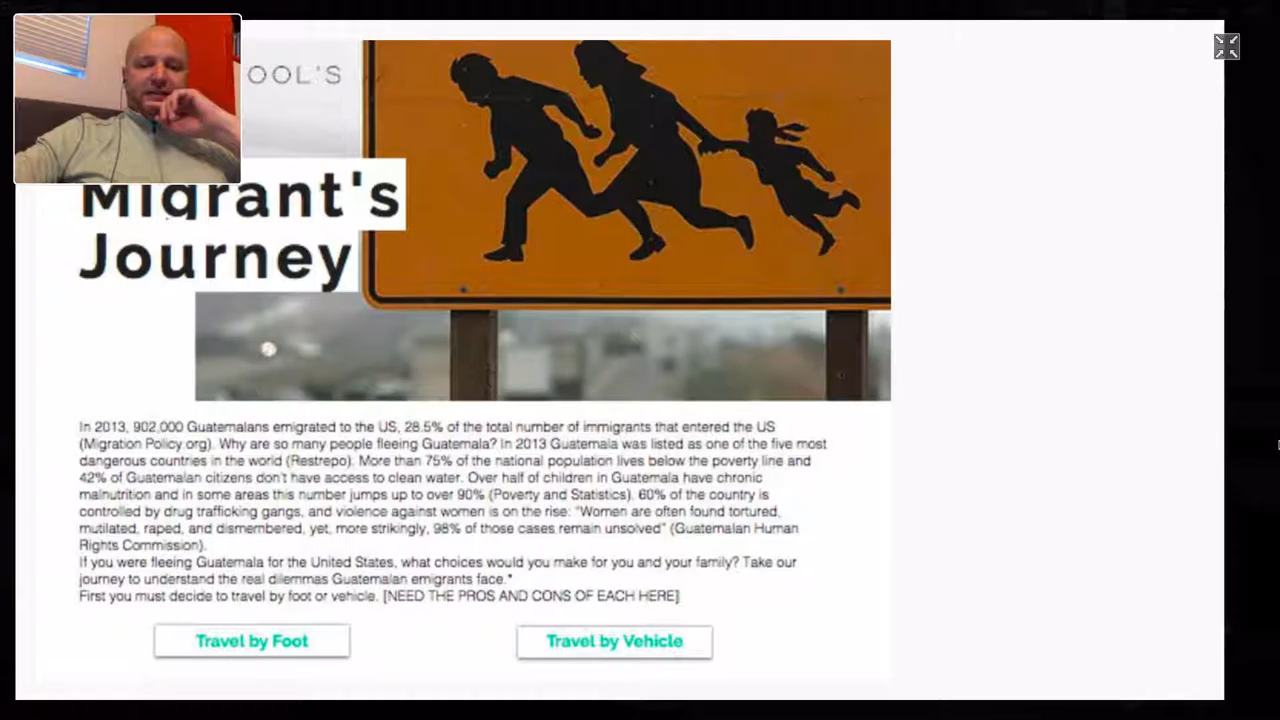 OOL'S
Migrant's
Journey
In 2013, 902,000 Guatemalans emigrated to the US, 28.5% of the total number of immigrants that entered the US
(Migration Policy.org). Why are so many people fleeing Guatemala? In 2013 Guatemala was listed as one of the five most
dangerous countries in the world (Restrepo). More than 75% of the national population lives below the poverty line and
42% of Guatemalan citizens don't have access to clean water. Over half of children in Guatemala have chronic
malnutrition and in some areas this number jumps up to over 90% (Poverty and Statistics). 60% of the country is
controlled by drug trafficking gangs, and violence against women is on the rise: "Women are often found tortured,
mutilated, raped, and dismembered, yet, more strikingly, 98% of those cases remain unsolved" (Guatemalan Human
Rights Commission).
If you were fleeing Guatemala for the United States, what choices would you make for you and your family? Take our
journey to understand the real dilemmas Guatemalan emigrants face.*
First you must decide to travel by foot or vehicle. [NEED THE PROS AND CONS OF EACH HERE]
Travel by Foot
Travel by Vehicle